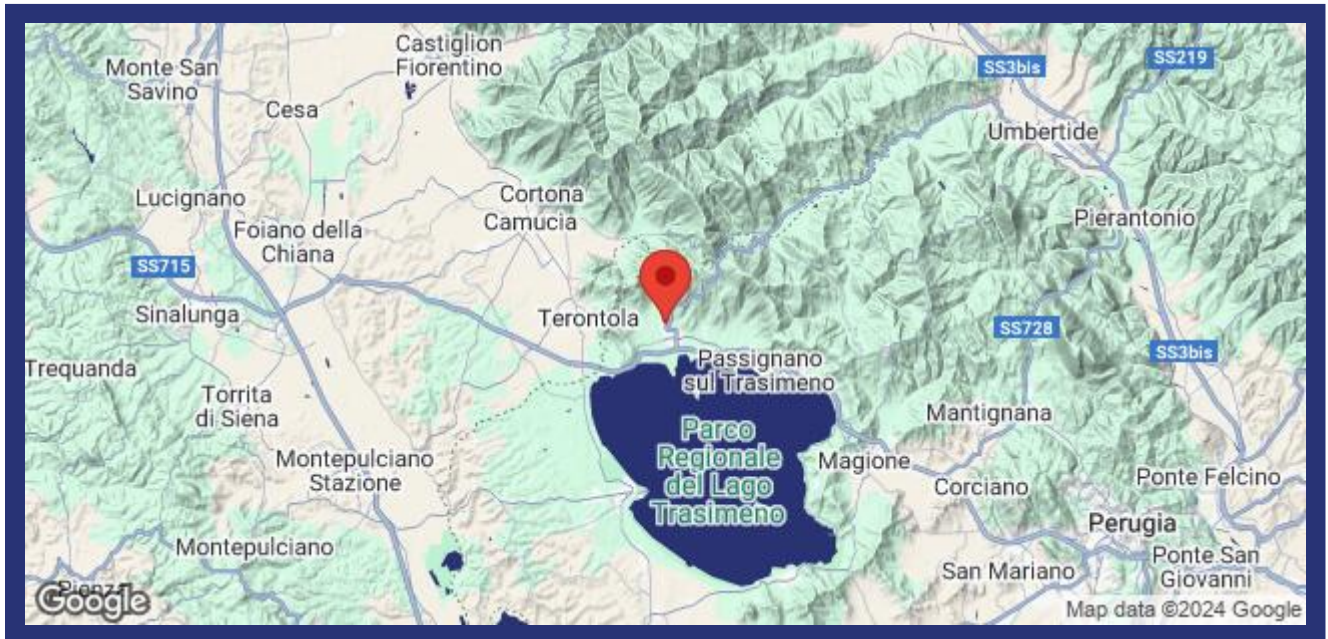 Castiglion
Fiorentino
SS219
SS3bis
Monte San
Savino
Cesa
Umbertide
Cortona
Lucignano
Camucia
Pierantonio
Foiano della
Chiana
SS715
Sinalunga
Terontola
SS728
SS3bis
Passignano
sul Trasimeno
Trequanda
Torrita
di Siena
Mantignana
Parco
Regionale
del Lago
Trasimeno
Montepulciano
Stazione
Magione
Corciano
Ponte Felcino
Perugia
Montepulciano
San Mariano
Ponte San
Giovanni
Pienza
Google
Map data ©2024 Google